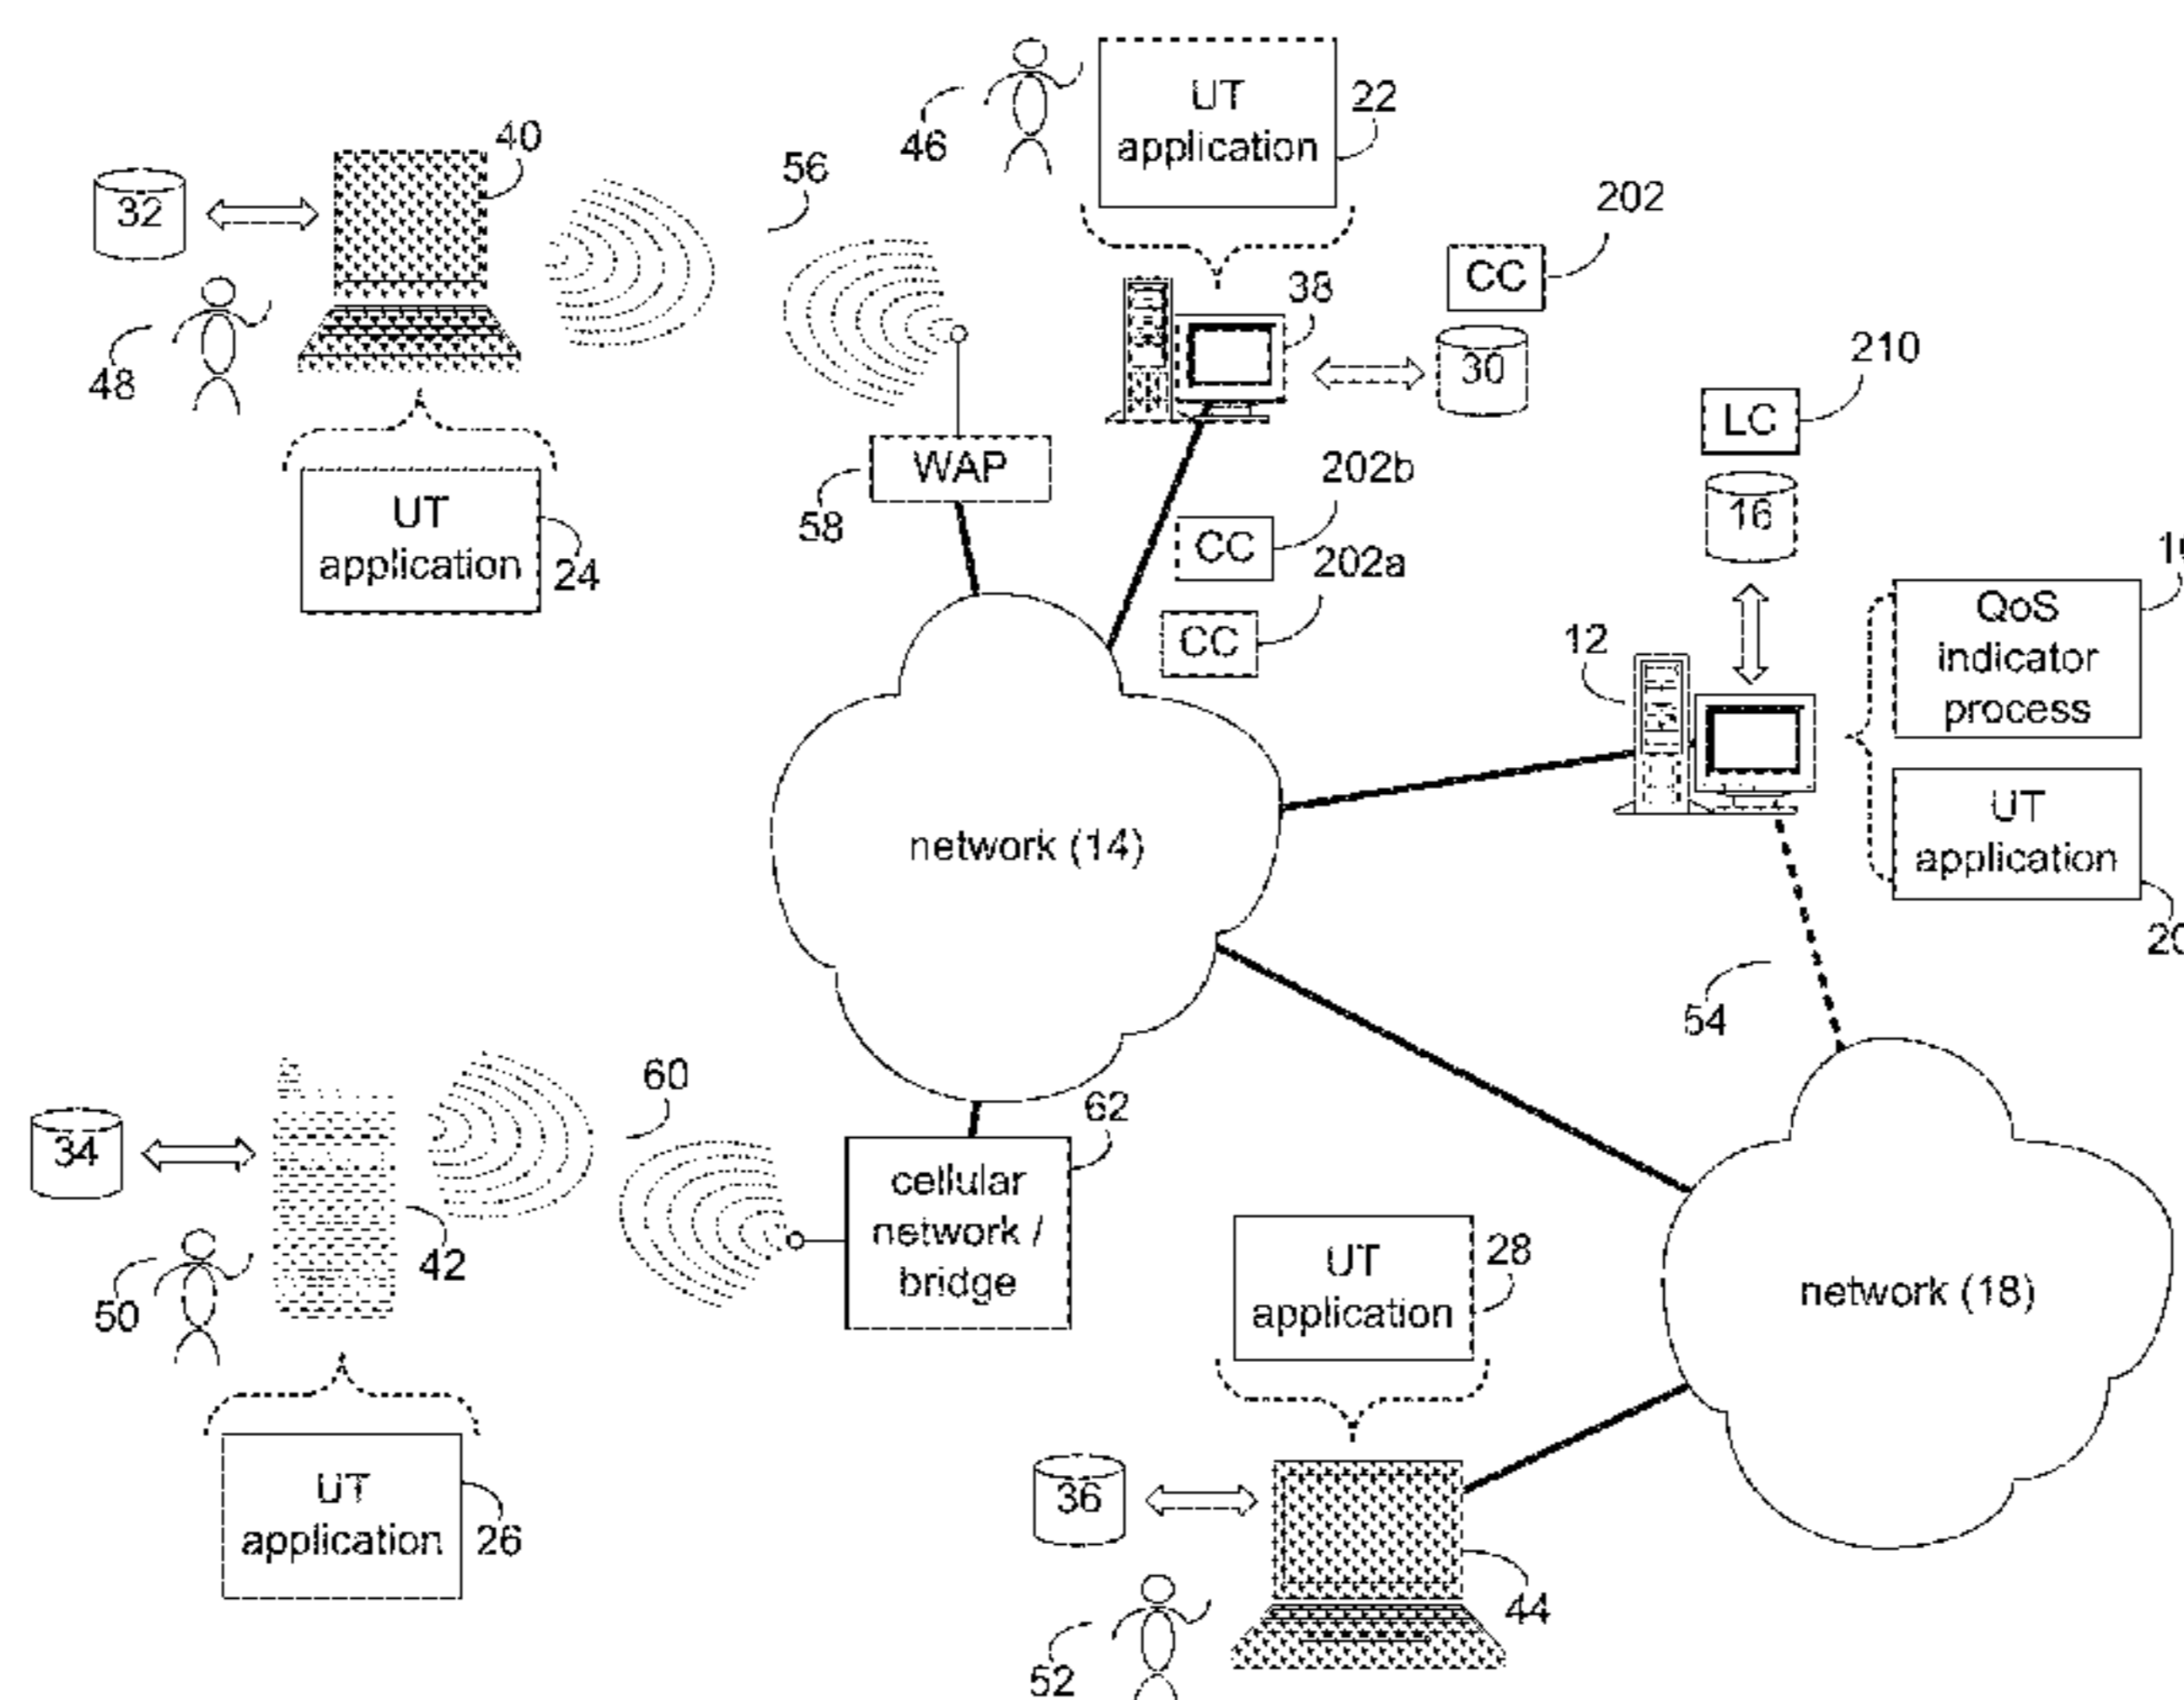 UT
application
22
46
40
32
56
202
CC
38
30
48
210
LC
WAP
58
202b
CC
16
UT
application
24
202a
CC
12
QoS
indicator
process
network (14)
UT
application
20
54
60
62
34
cellular
network /
bridge
42
50
UT
application
28
network (18)
UT
application
26
36
44
52